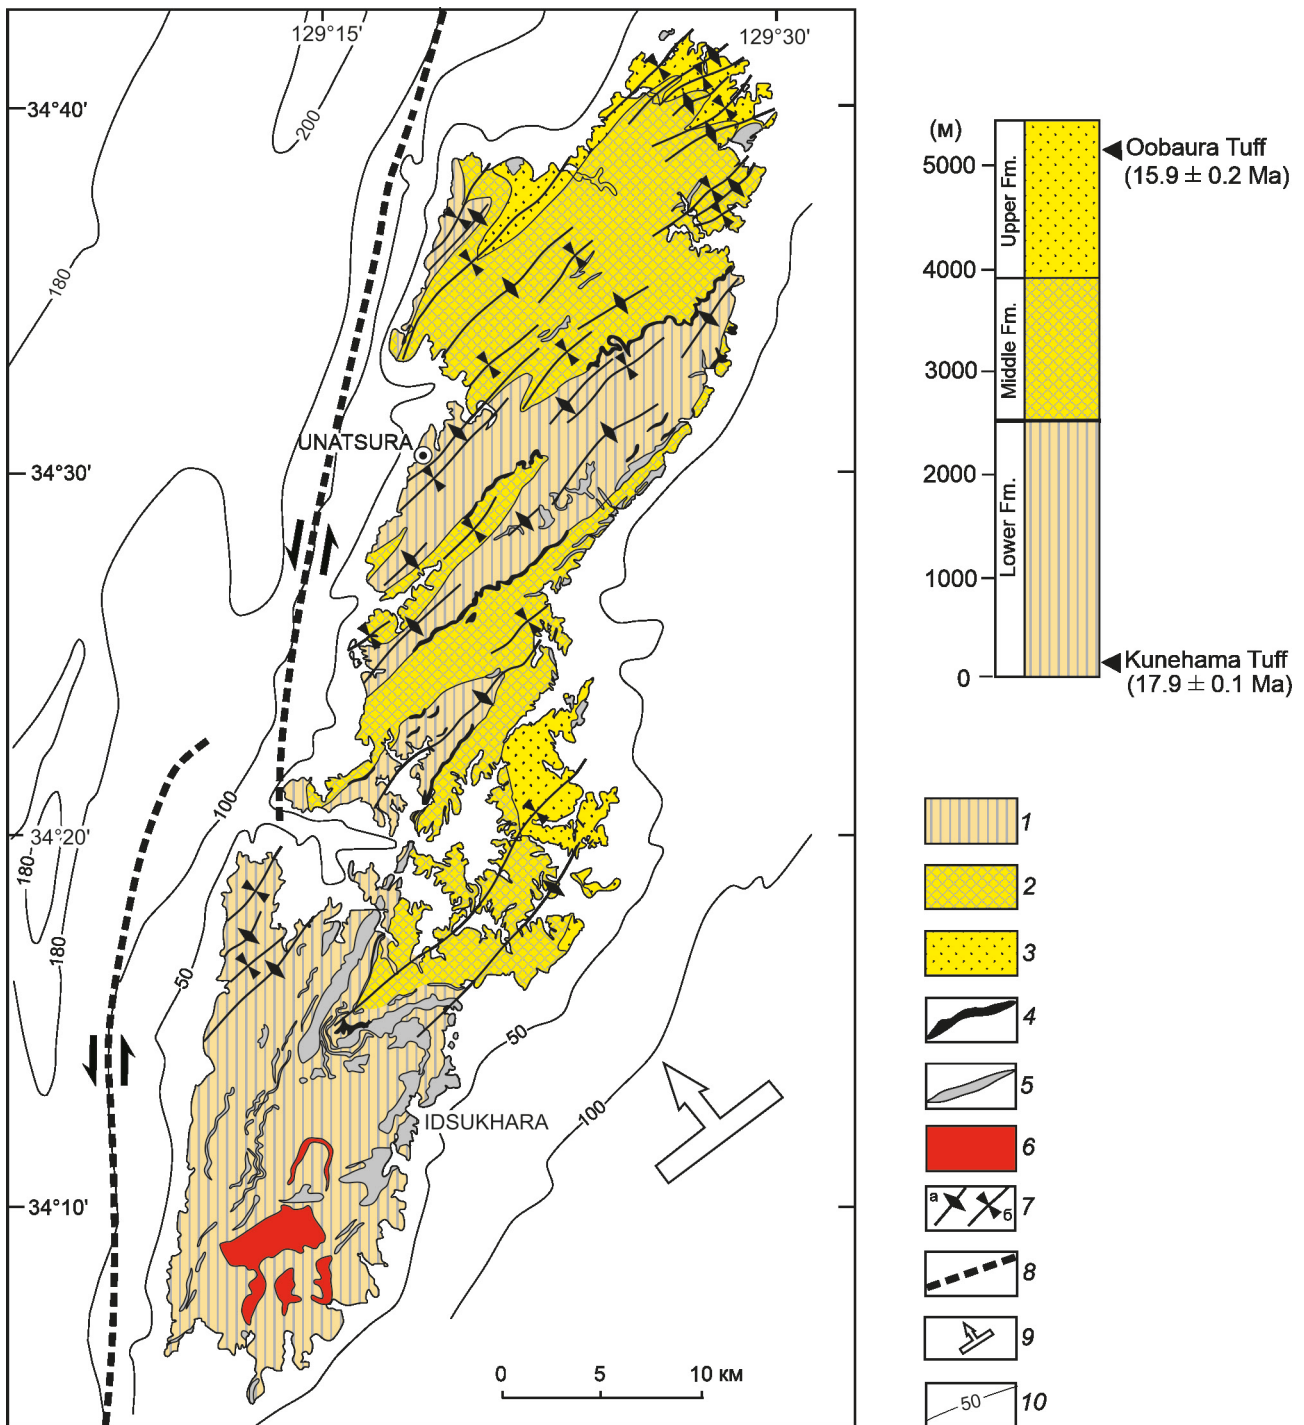 129°15'
129°30'
34°40'
200
180
UNATSURA
34°30'
100
34°20'
180
180
50
50
100
IDSUKHARA
34°10'
0 5 10 км
(м)
5000
4000
3000
2000
1000
0
Upper Fm.
Middle Fm.
Lower Fm.
Oobaura Tuff
(15.9 ± 0.2 Ma)
Kunehama Tuff
(17.9 ± 0.1 Ma)
1
2
3
4
5
6
а б 7
8
9
50 10